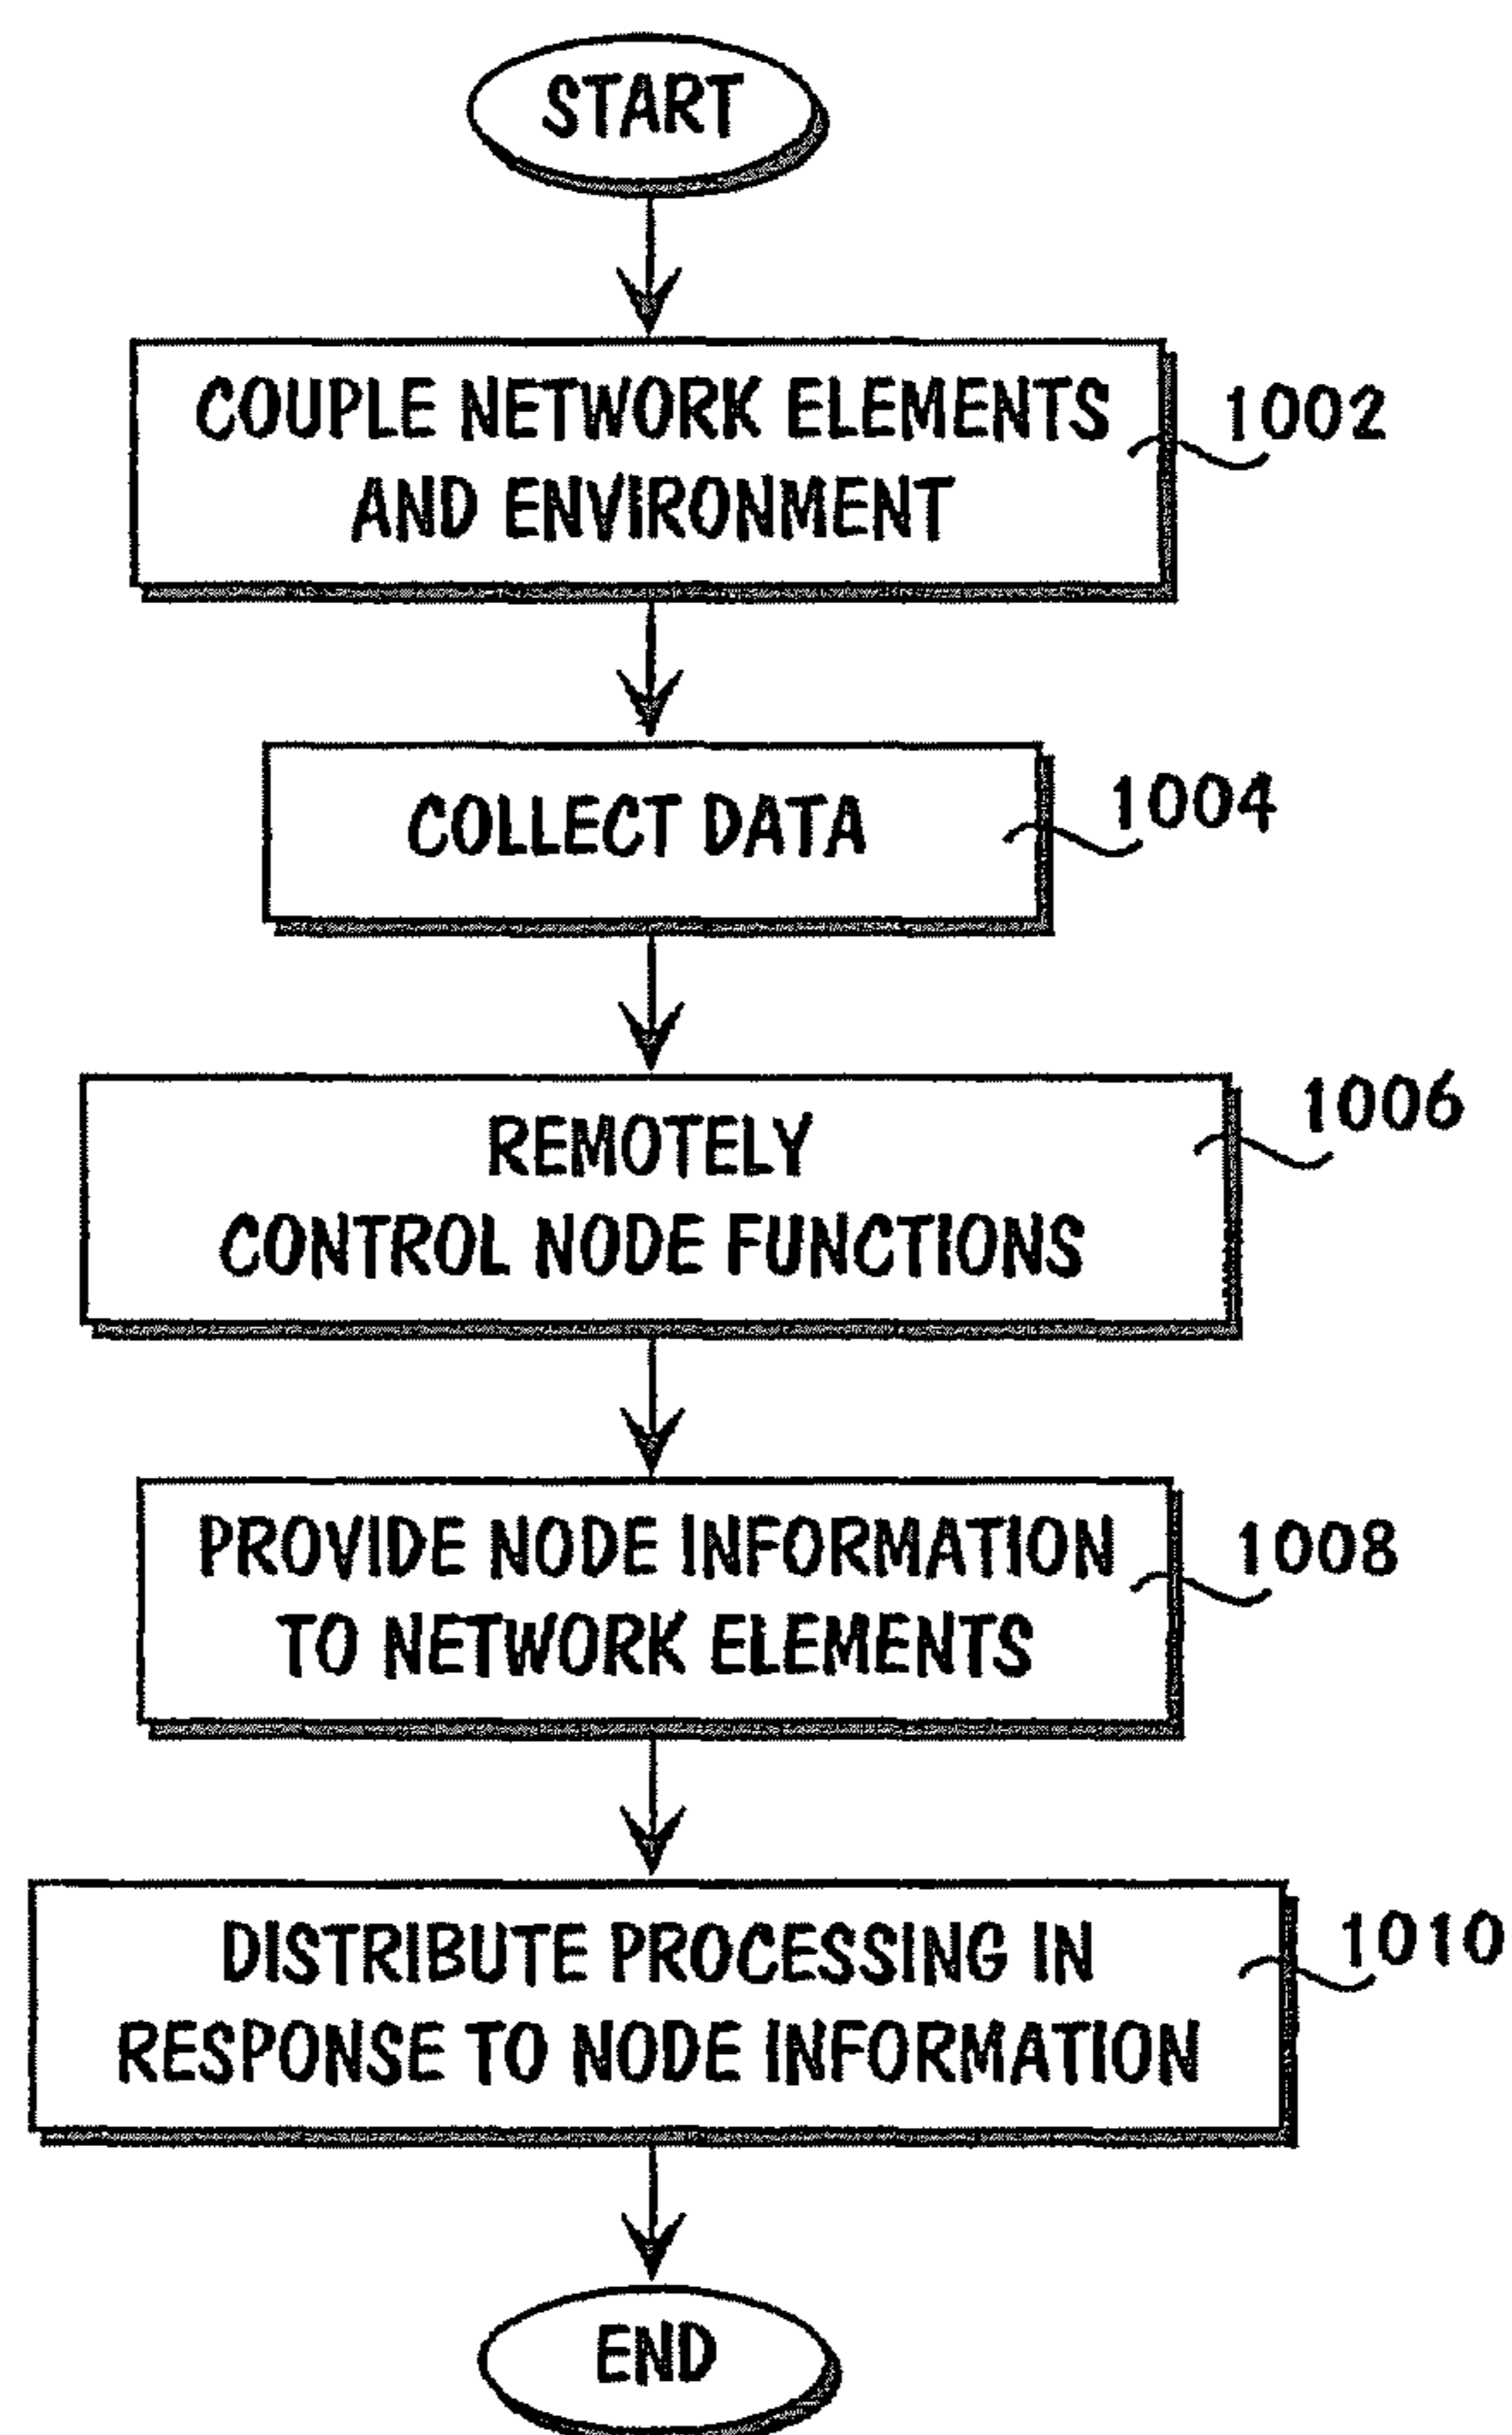 START
COUPLE NETWORK ELEMENTS
AND ENVIRONMENT
1002
COLLECT DATA
1004
REMOTELY
CONTROL NODE FUNCTIONS
1006
PROVIDE NODE INFORMATION
TO NETWORK ELEMENTS
1008
DISTRIBUTE PROCESSING IN
RESPONSE TO NODE INFORMATION
1010
END